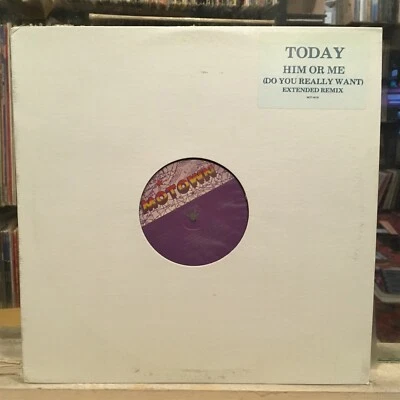 TODAY
HIM OR ME
(DO YOU REALLY WANT)
EXTENDED REMIX
MOTOWN